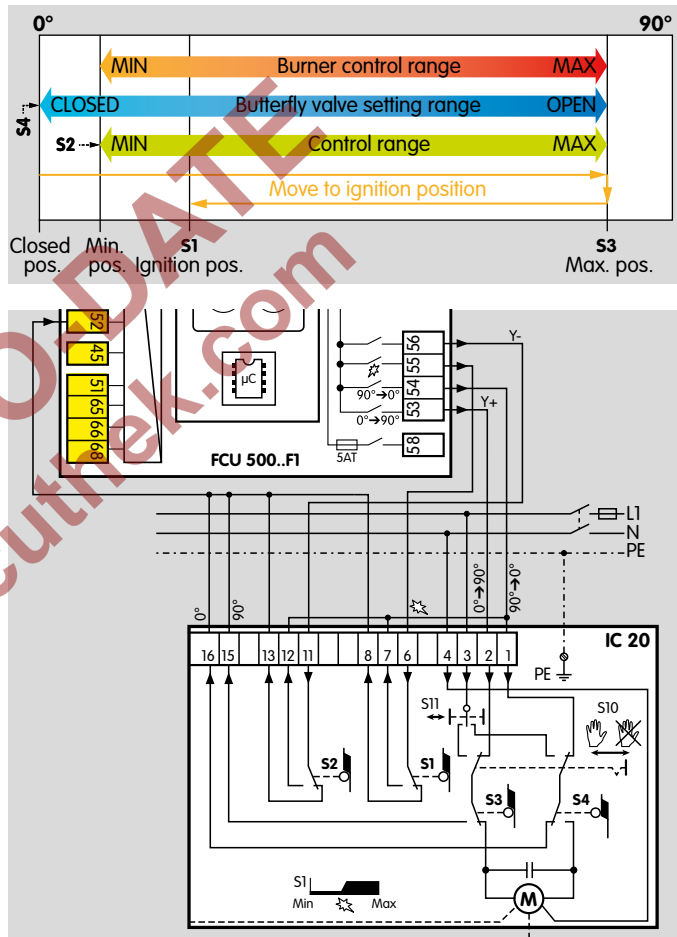 0° 90°
MIN Burner control range MAX
CLOSED Butterfly valve setting range OPEN
S4
S2 MIN Control range MAX
Move to ignition position
Closed pos. Min. pos. S1 Ignition pos. S3 Max. pos.
O-DATE
cuthek.com
52
45
51
65
66
68
µC
56 Y-
55
90°→0° 54
0°→90° 53 Y+
5AT 58
FCU 500..F1
L1
N
PE
0° 90° 0°→90° 90°→0°
IC 20
16 15 13 12 11 8 7 6 4 3 2 1
PE
S11 S10
S2 S1
S3 S4
S1
Min Max
M